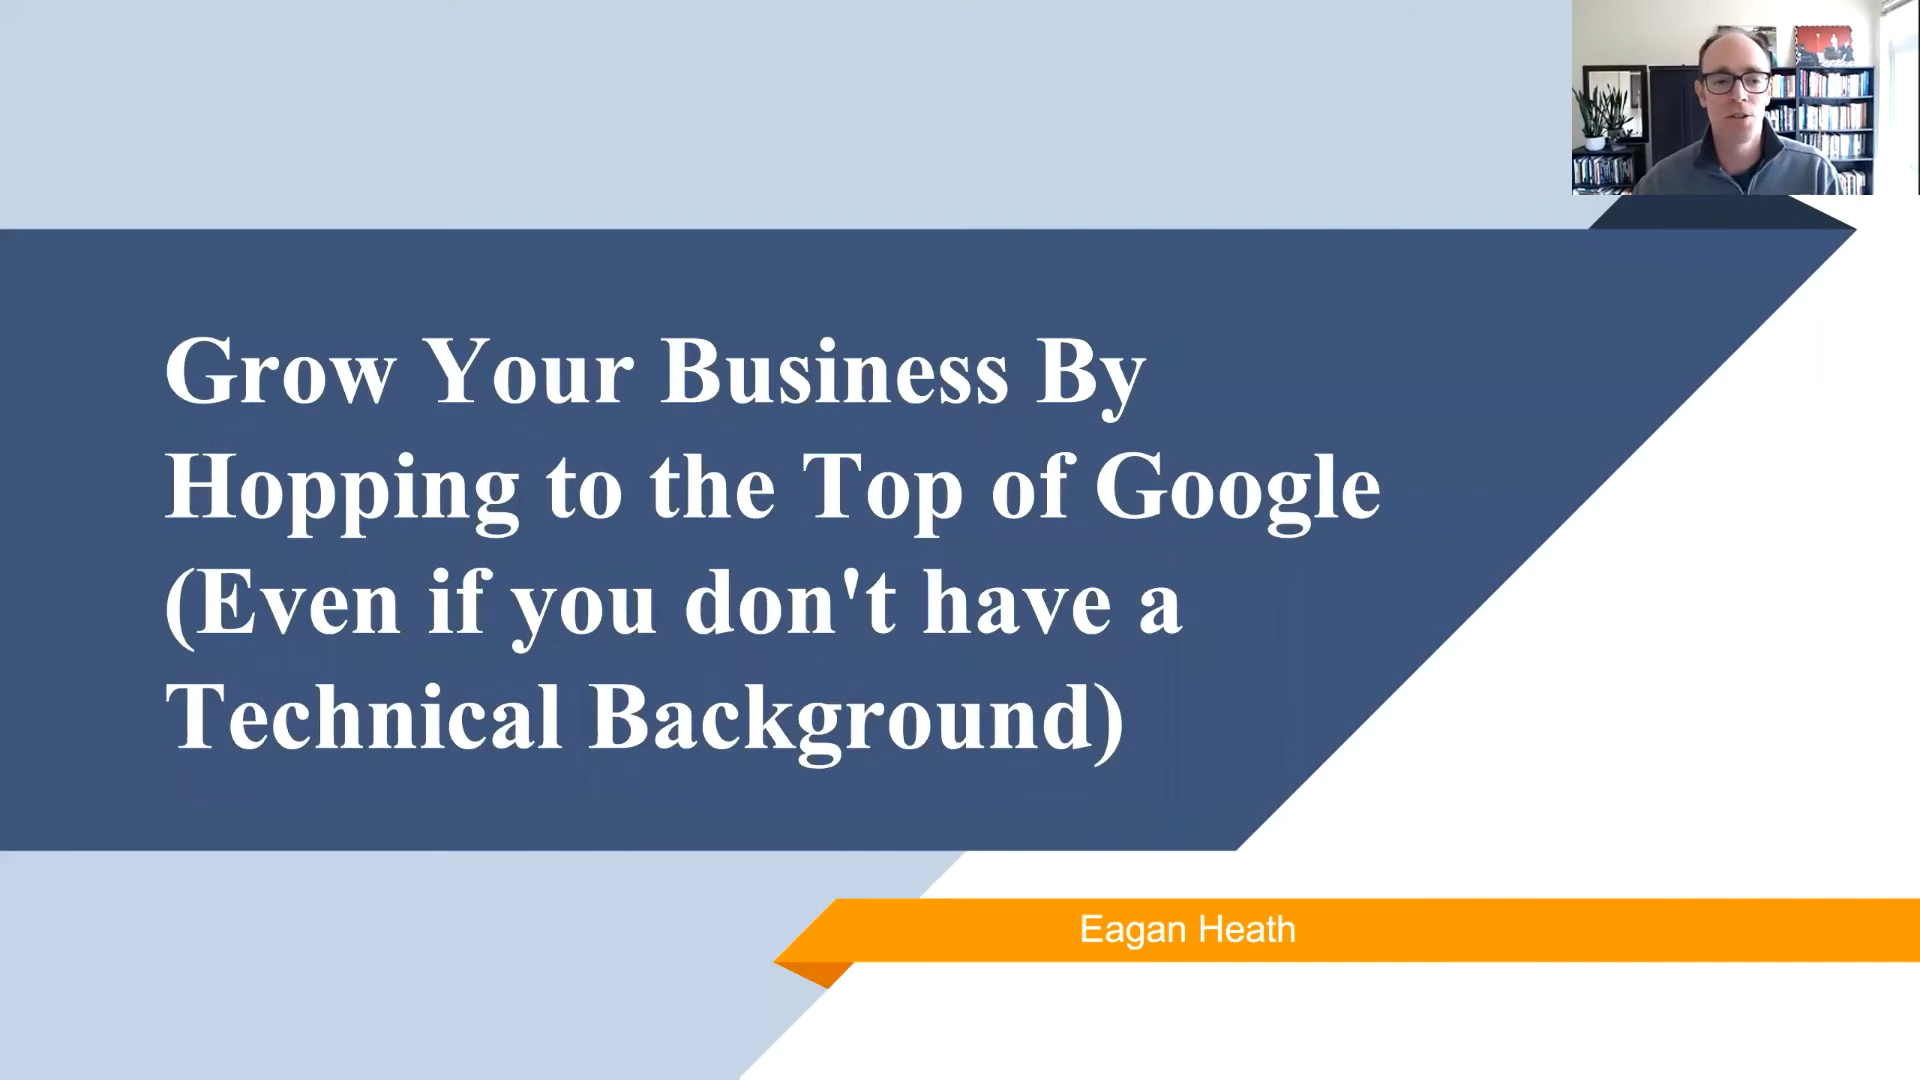 Grow Your Business By
Hopping to the Top of Google
(Even if you don't have a
Technical Background)
Eagan Heath